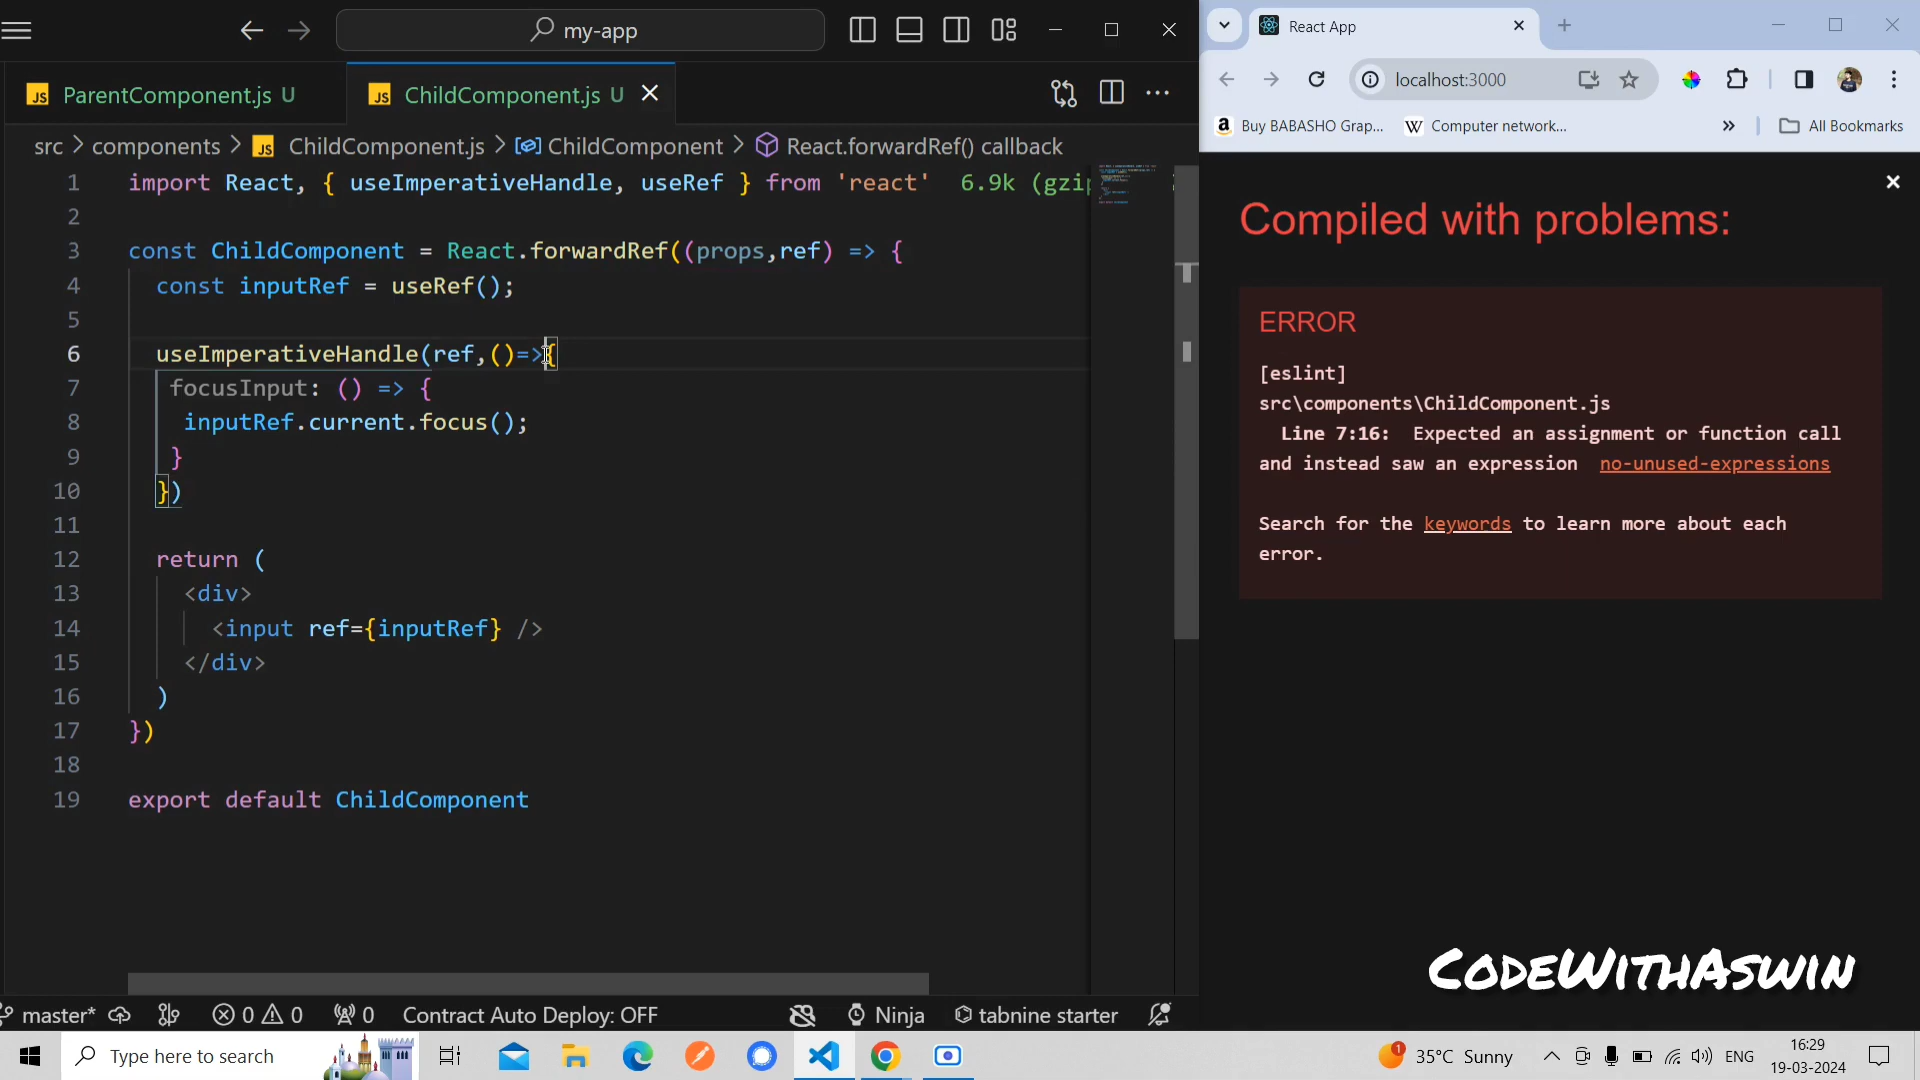 my-app
ParentComponent.js U
ChildComponent.js U
src > components > ChildComponent.js > ChildComponent > React.forwardRef() callback
1 import React, { useImperativeHandle, useRef } from 'react' 6.9k (gzi
2
3 const ChildComponent = React.forwardRef((props,ref) => {
4 const inputRef = useRef();
5
6 useImperativeHandle(ref,()=>{
7 focusInput: () => {
8 inputRef.current.focus();
9 }
10 })
11
12 return (
13 <div>
14 <input ref={inputRef} />
15 </div>
16 )
17 })
18
19 export default ChildComponent
master* 0 0 0 Contract Auto Deploy: OFF Ninja tabnine starter
React App
localhost:3000
Buy BABASHO Grap... Computer network... » All Bookmarks
Compiled with problems:
ERROR
[eslint]
src\components\ChildComponent.js
Line 7:16: Expected an assignment or function call
and instead saw an expression no-unused-expressions
Search for the keywords to learn more about each
error.
CodeWithAswin
Type here to search
1 35°C Sunny ENG 16:29
19-03-2024